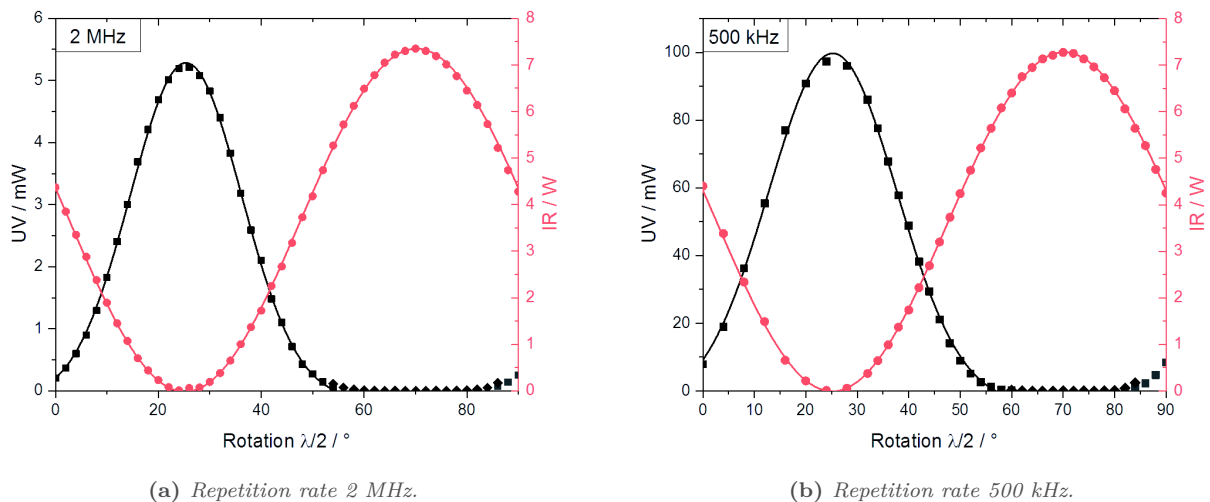 2 MHz
UV / mW
6
5
4
3
2
1
0
0 20 40 60 80
Rotation λ/2 / °
8
7
6
5
4
3
2
1
0
IR / W
(a) Repetition rate 2 MHz.
500 kHz
UV / mW
100
80
60
40
20
0
0 10 20 30 40 50 60 70 80 90
Rotation λ/2 / °
8
7
6
5
4
3
2
1
0
IR / W
(b) Repetition rate 500 kHz.